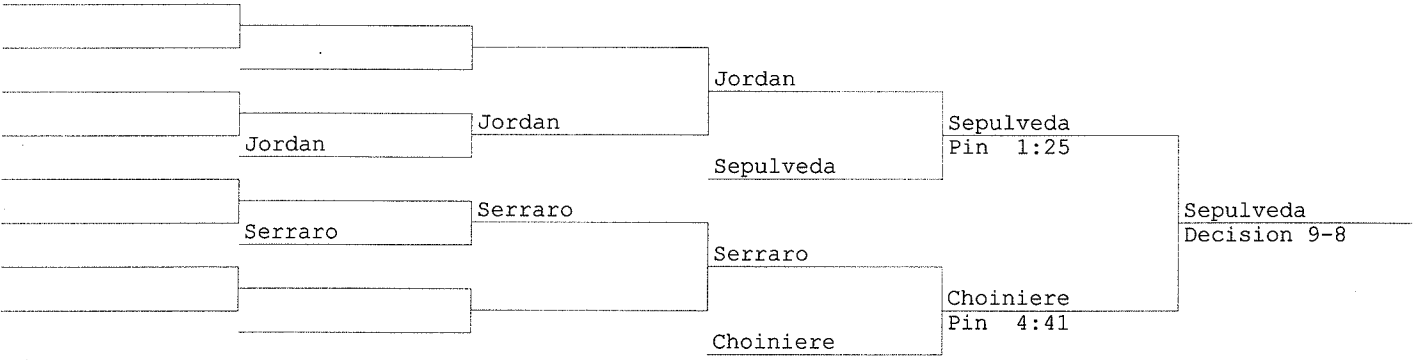 Jordan
Jordan
Sepulveda
Jordan
Pin 1:25
Sepulveda
Serraro
Sepulveda
Serraro
Decision 9-8
Serraro
Choiniere
Pin 4:41
Choiniere